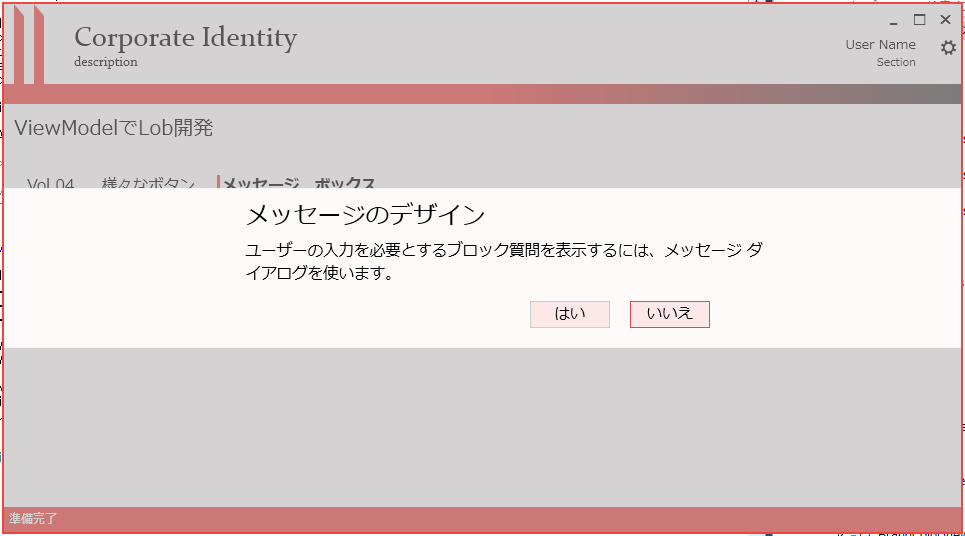 Corporate Identity
description
User Name
Section
ViewModelでLob開発
Vol.04 様々なボタン メッセージ ボックス
メッセージのデザイン
ユーザーの入力を必要とするブロック質問を表示するには、メッセージ ダ
イアログを使います。
はい いいえ
準備完了